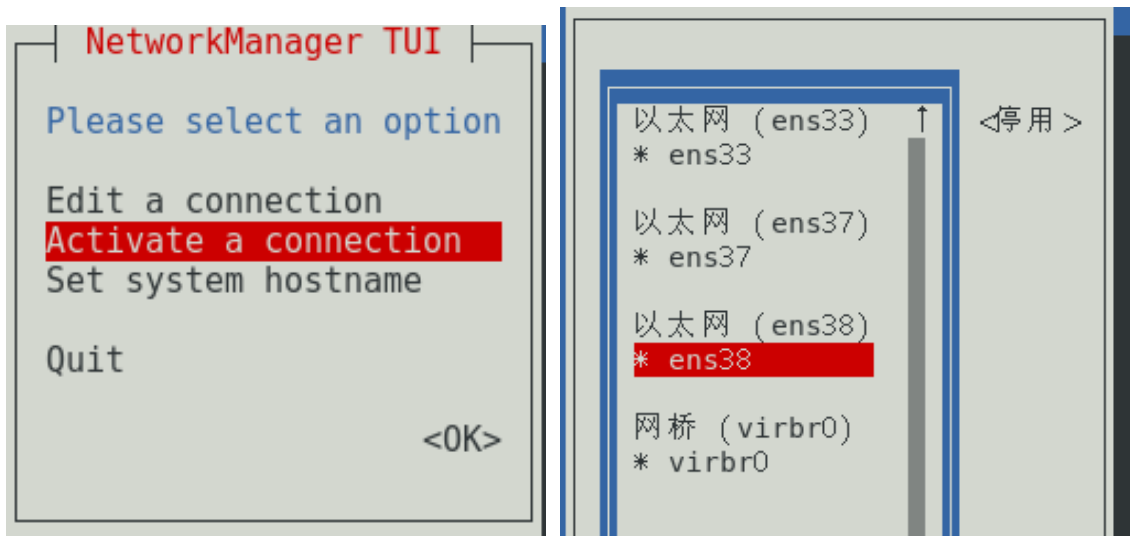 NetworkManager TUI
Please select an option
Edit a connection
Activate a connection
Set system hostname
Quit
<OK>
以太网 (ens33) ↑ <停用>
* ens33
以太网 (ens37)
* ens37
以太网 (ens38)
* ens38
网桥 (virbr0)
* virbr0